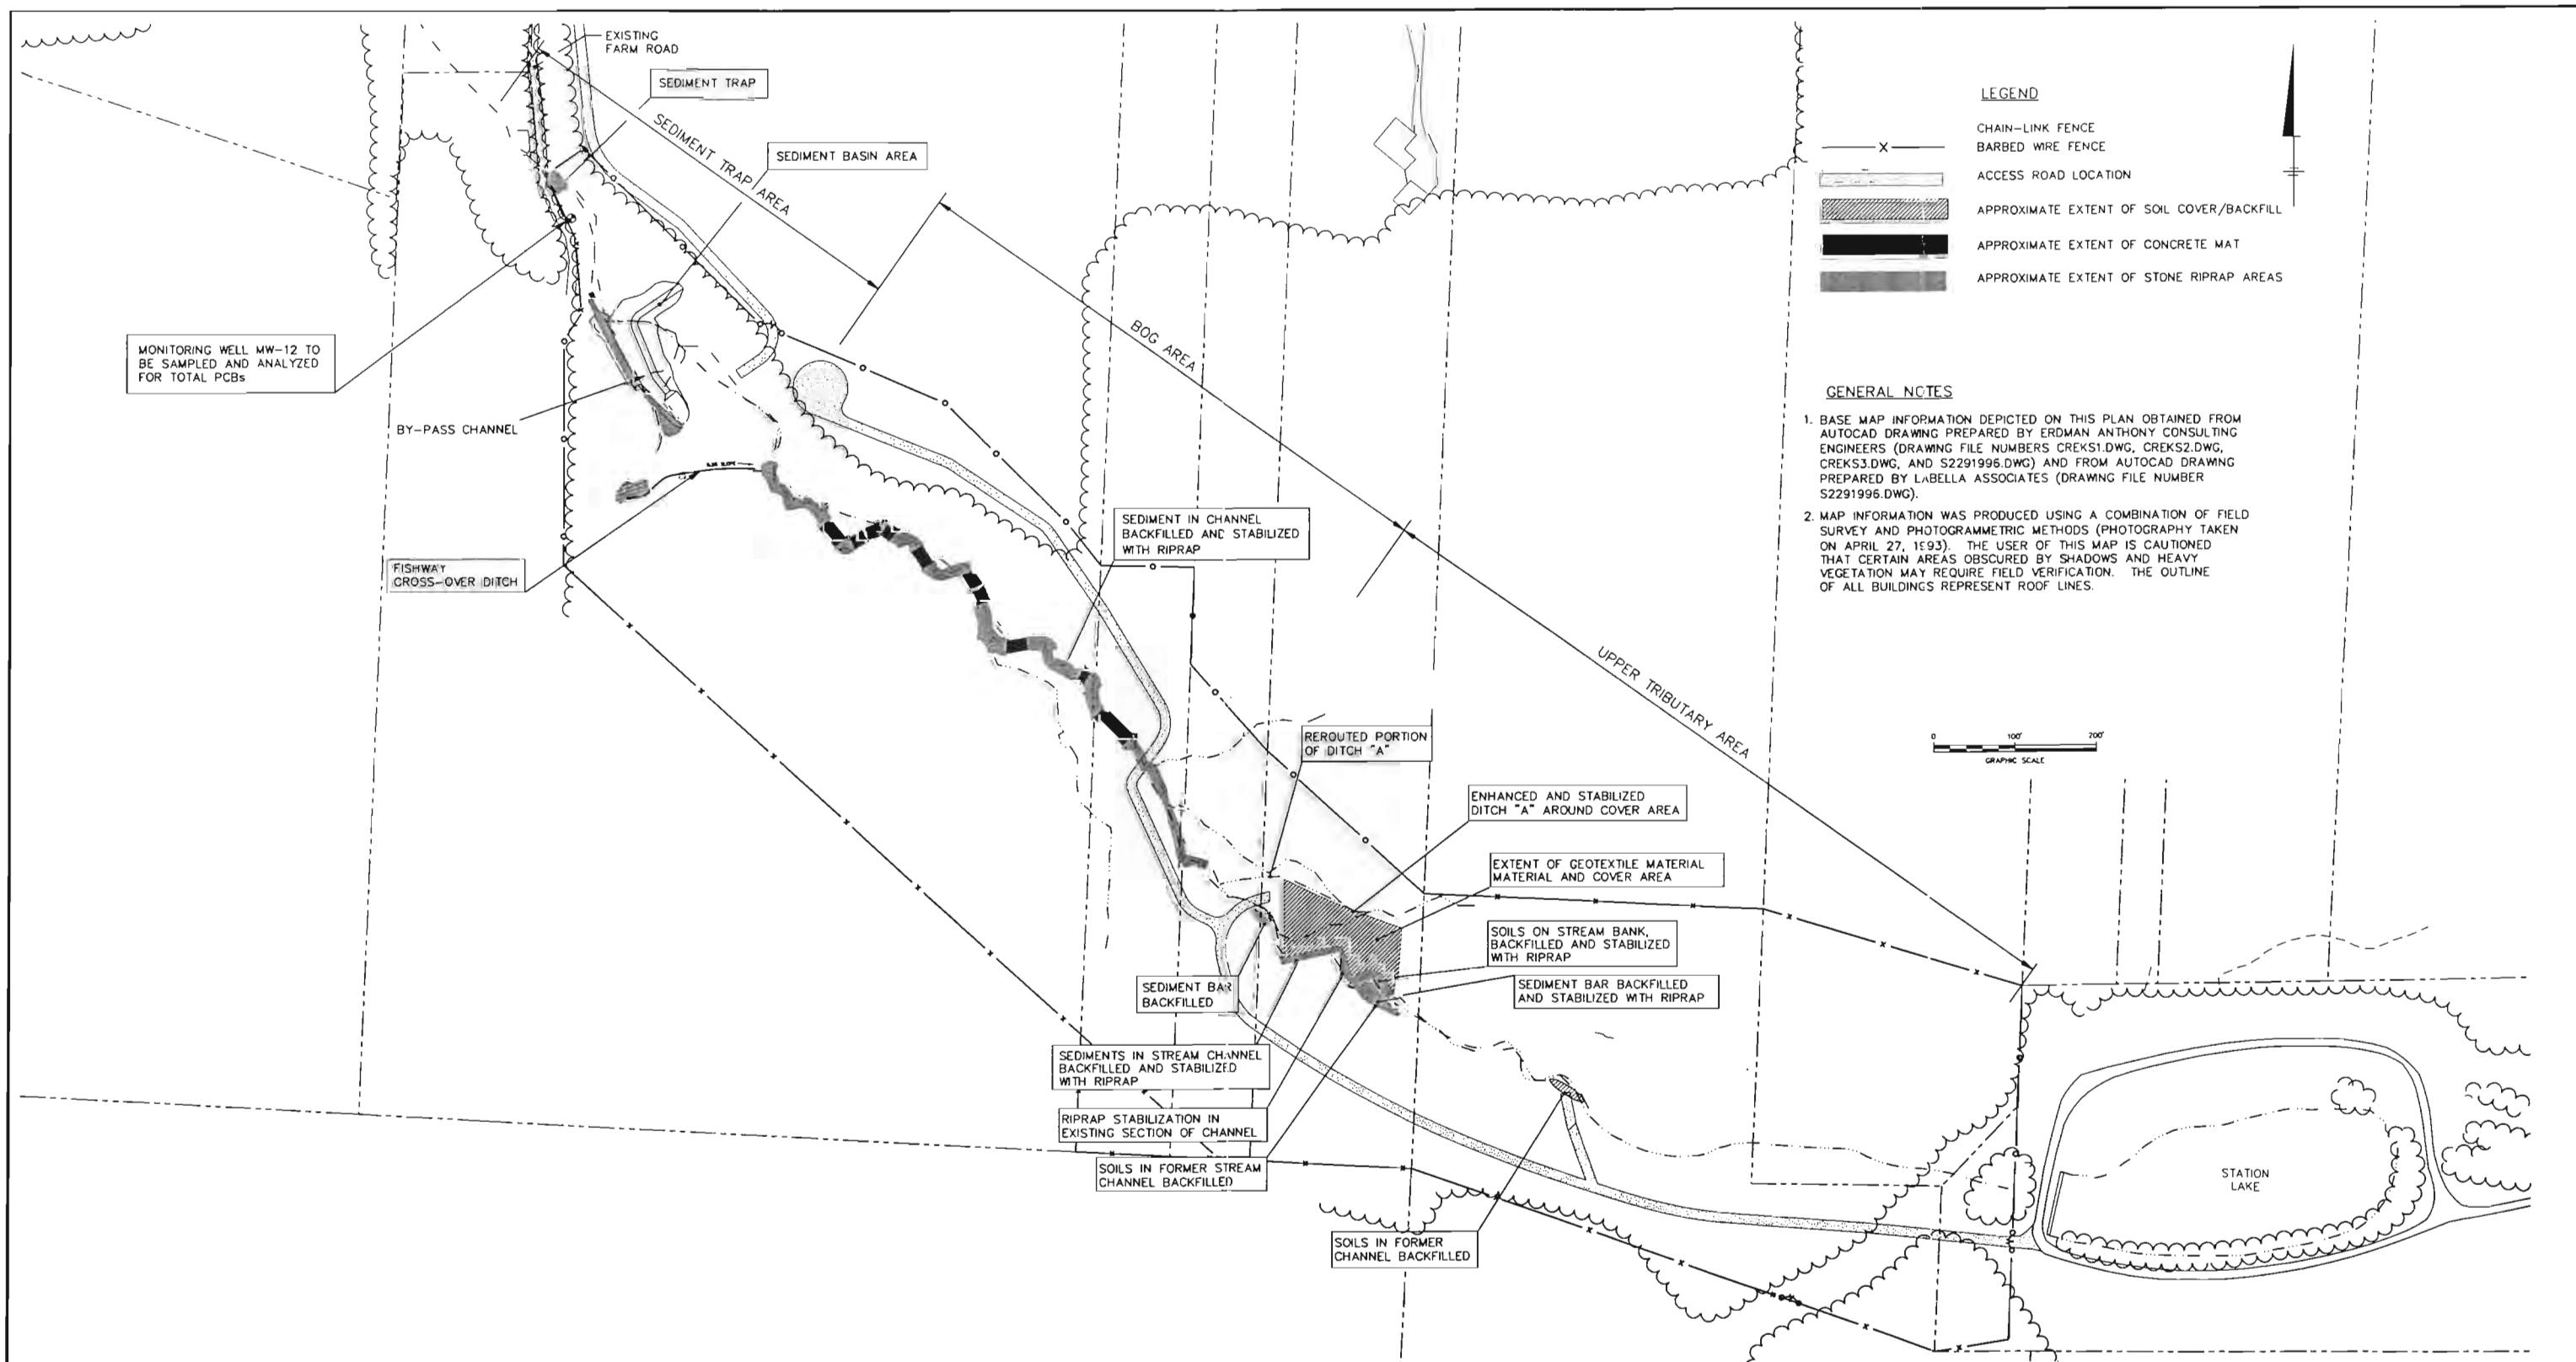 EXISTING
FARM ROAD
SEDIMENT TRAP
SEDIMENT TRAP AREA
SEDIMENT BASIN AREA
MONITORING WELL MW-12 TO
BE SAMPLED AND ANALYZED
FOR TOTAL PCBs
BY-PASS CHANNEL
FISHWAY
CROSS-OVER DITCH
BOG AREA
SEDIMENT IN CHANNEL
BACKFILLED AND STABILIZED
WITH RIPRAP
UPPER TRIBUTARY AREA
REROUTED PORTION
OF DITCH "A"
ENHANCED AND STABILIZED
DITCH "A" AROUND COVER AREA
EXTENT OF GEOTEXTILE MATERIAL
MATERIAL AND COVER AREA
SOILS ON STREAM BANK,
BACKFILLED AND STABILIZED
WITH RIPRAP
SEDIMENT BAR BACKFILLED
AND STABILIZED WITH RIPRAP
SEDIMENT BAR
BACKFILLED
SEDIMENTS IN STREAM CHANNEL
BACKFILLED AND STABILIZED
WITH RIPRAP
RIPRAP STABILIZATION IN
EXISTING SECTION OF CHANNEL
SOILS IN FORMER STREAM
CHANNEL BACKFILLED
SOILS IN FORMER
CHANNEL BACKFILLED
STATION
LAKE
LEGEND
CHAIN-LINK FENCE
X BARBED WIRE FENCE
ACCESS ROAD LOCATION
APPROXIMATE EXTENT OF SOIL COVER/BACKFILL
APPROXIMATE EXTENT OF CONCRETE MAT
APPROXIMATE EXTENT OF STONE RIPRAP AREAS
GENERAL NOTES
1. BASE MAP INFORMATION DEPICTED ON THIS PLAN OBTAINED FROM
AUTOCAD DRAWING PREPARED BY ERDMAN ANTHONY CONSULTING
ENGINEERS (DRAWING FILE NUMBERS CREKS1.DWG, CREKS2.DWG,
CREKS3.DWG, AND S2291996.DWG) AND FROM AUTOCAD DRAWING
PREPARED BY LABELLA ASSOCIATES (DRAWING FILE NUMBER
S2291996.DWG).
2. MAP INFORMATION WAS PRODUCED USING A COMBINATION OF FIELD
SURVEY AND PHOTOGRAMMETRIC METHODS (PHOTOGRAPHY TAKEN
ON APRIL 27, 1993). THE USER OF THIS MAP IS CAUTIONED
THAT CERTAIN AREAS OBSCURED BY SHADOWS AND HEAVY
VEGETATION MAY REQUIRE FIELD VERIFICATION. THE OUTLINE
OF ALL BUILDINGS REPRESENT ROOF LINES.
0 100' 200'
GRAPHIC SCALE